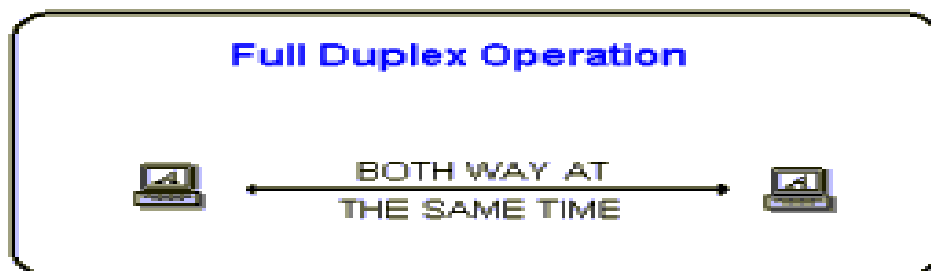 Full Duplex Operation
BOTH WAY AT
THE SAME TIME